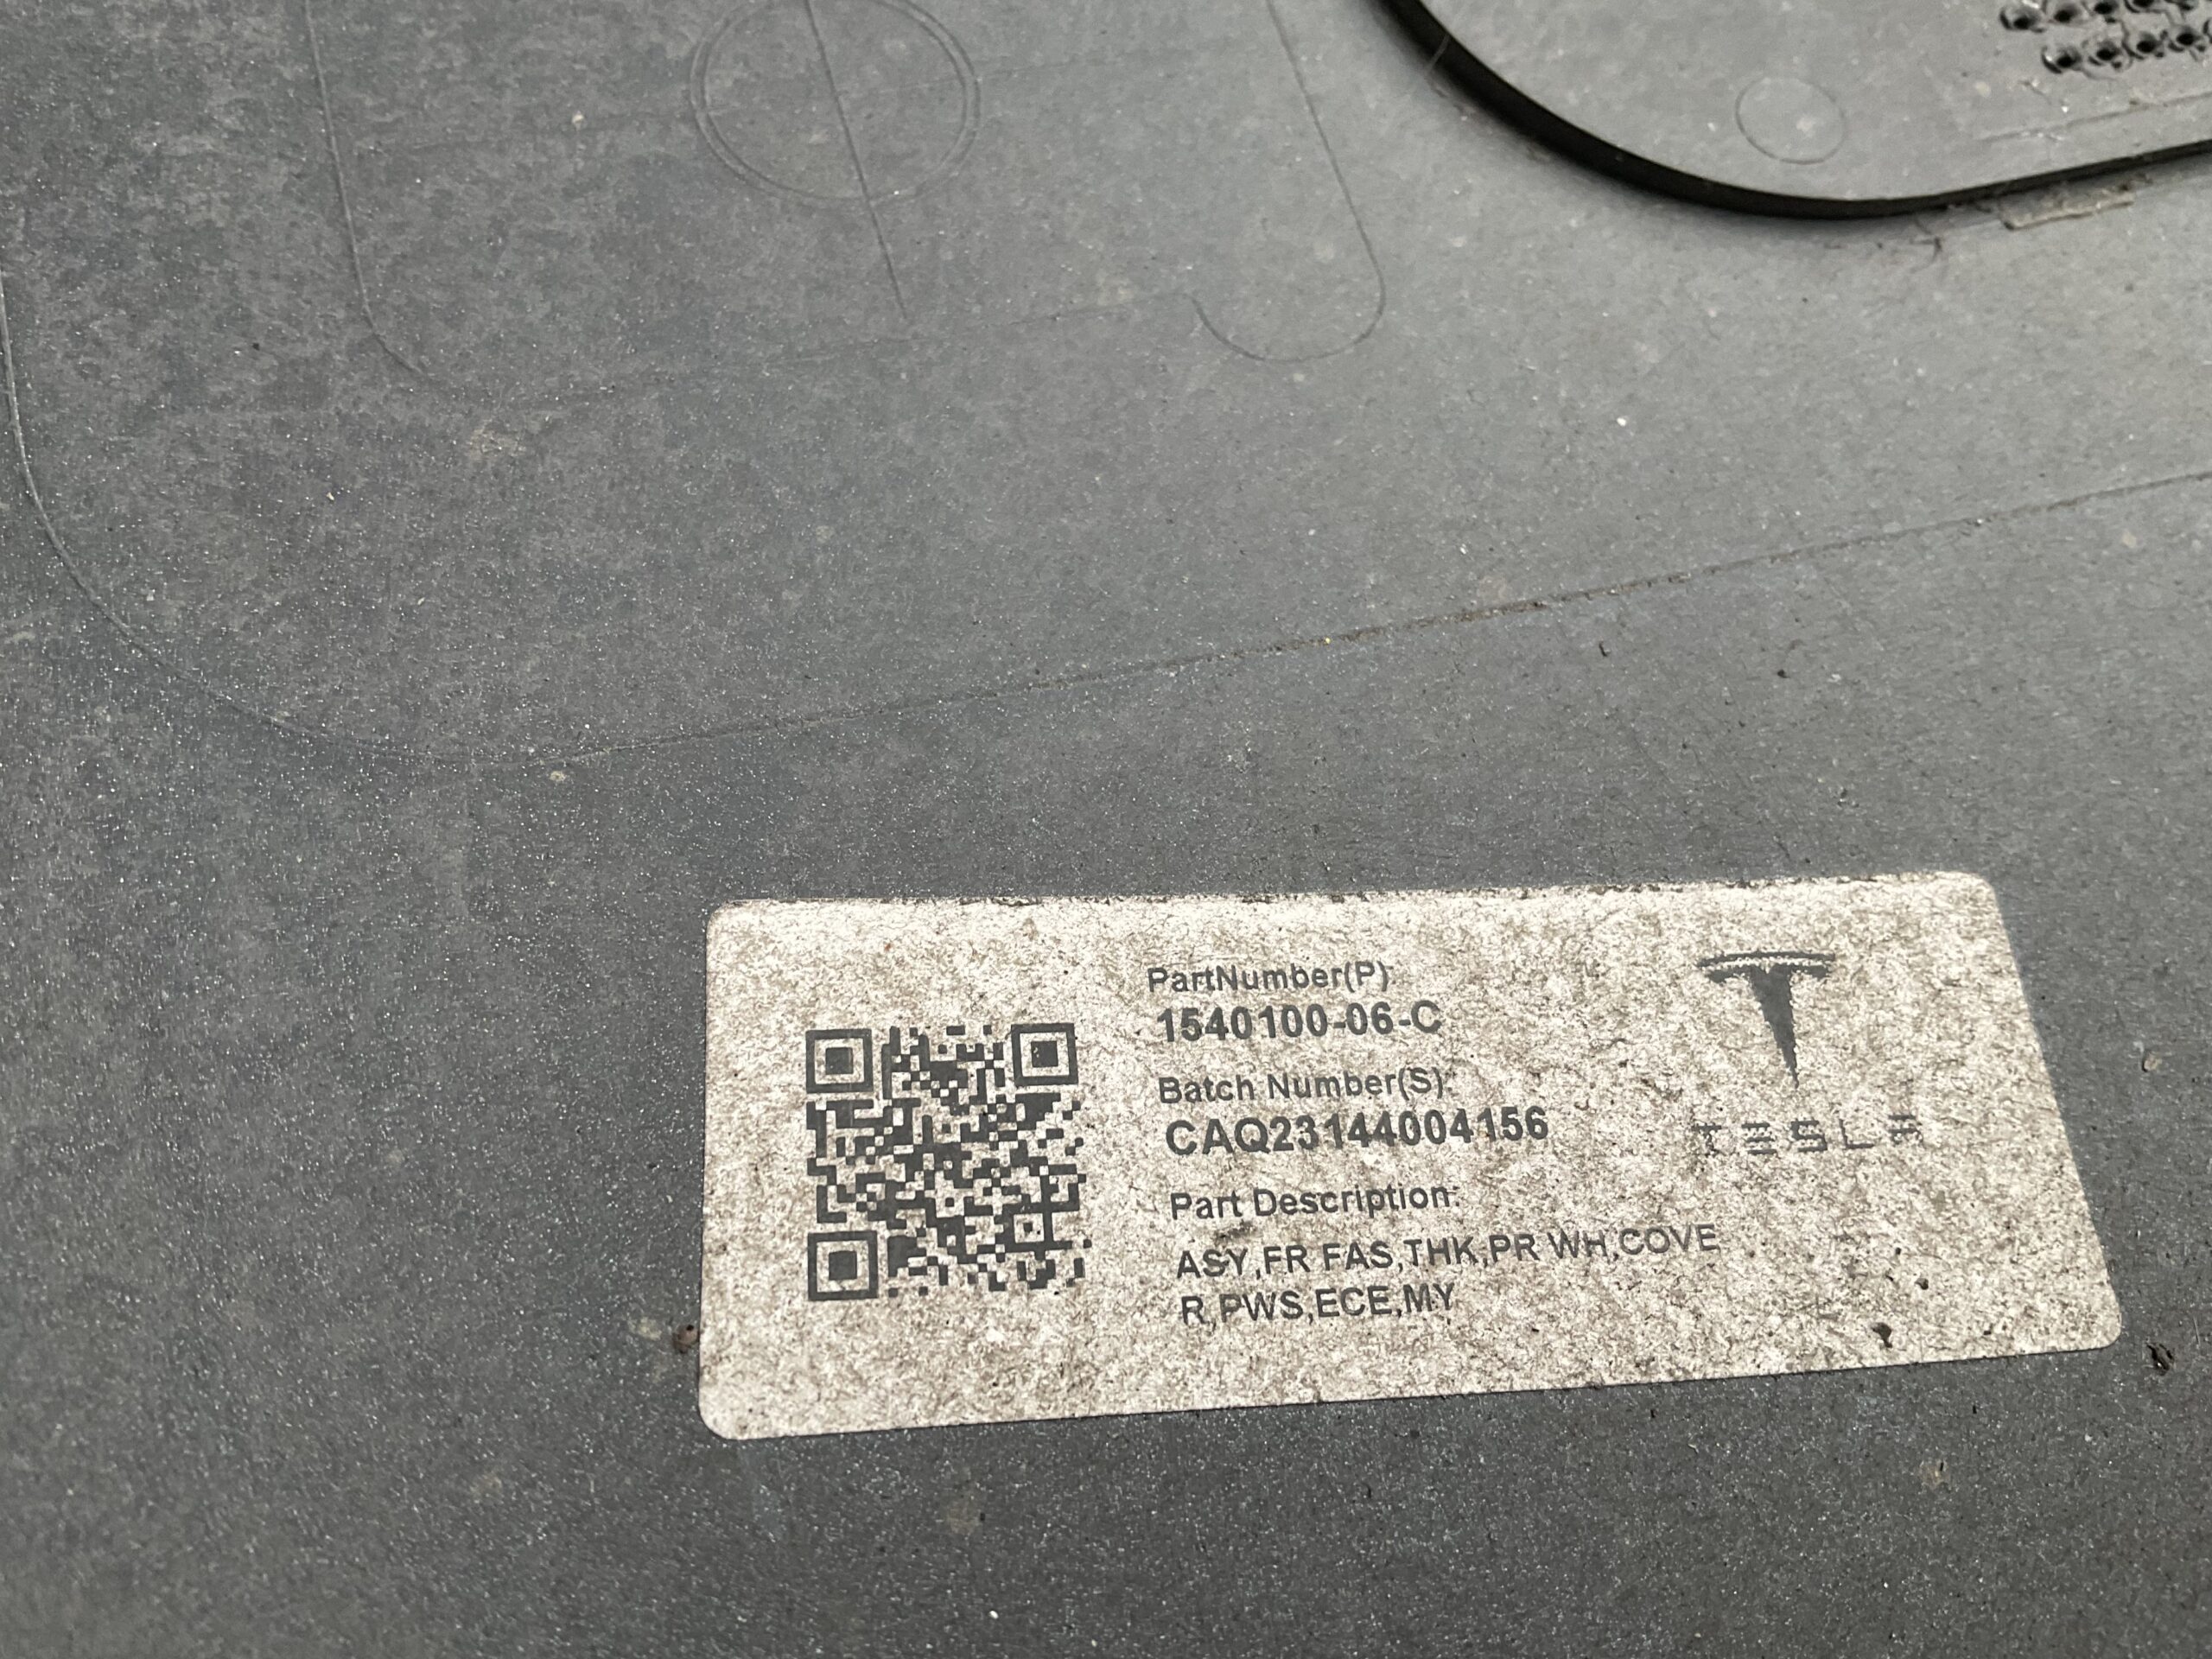 PartNumber(P):
1540100-06-C
Batch Number(S):
CAQ23144004156
Part Description:
ASY,FR FAS,THK,PR WH,COVE
R,PWS,ECE,MY
TESLA